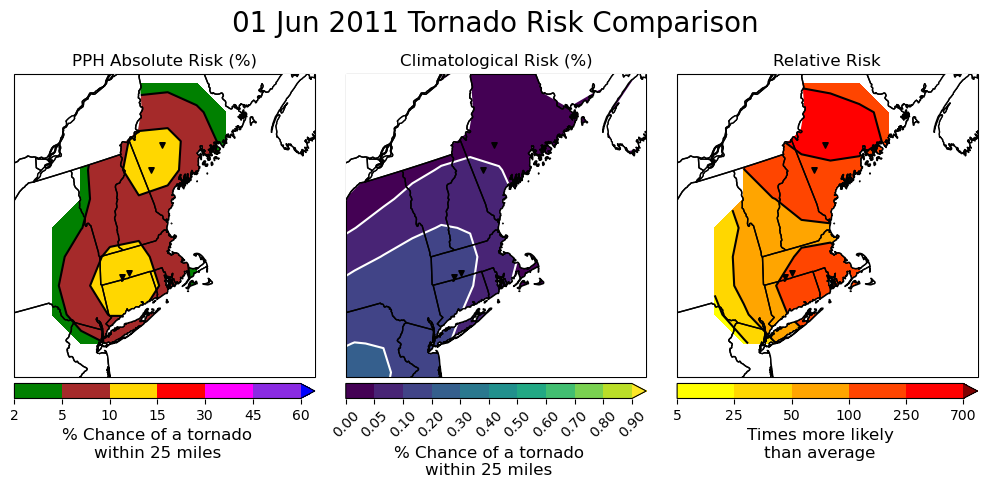 01 Jun 2011 Tornado Risk Comparison
PPH Absolute Risk (%)
Climatological Risk (%)
Relative Risk
2 5 10 15 30 45 60
% Chance of a tornado
within 25 miles
0.00 0.05 0.10 0.20 0.30 0.40 0.50 0.60 0.70 0.80 0.90
% Chance of a tornado
within 25 miles
5 25 50 100 250 700
Times more likely
than average